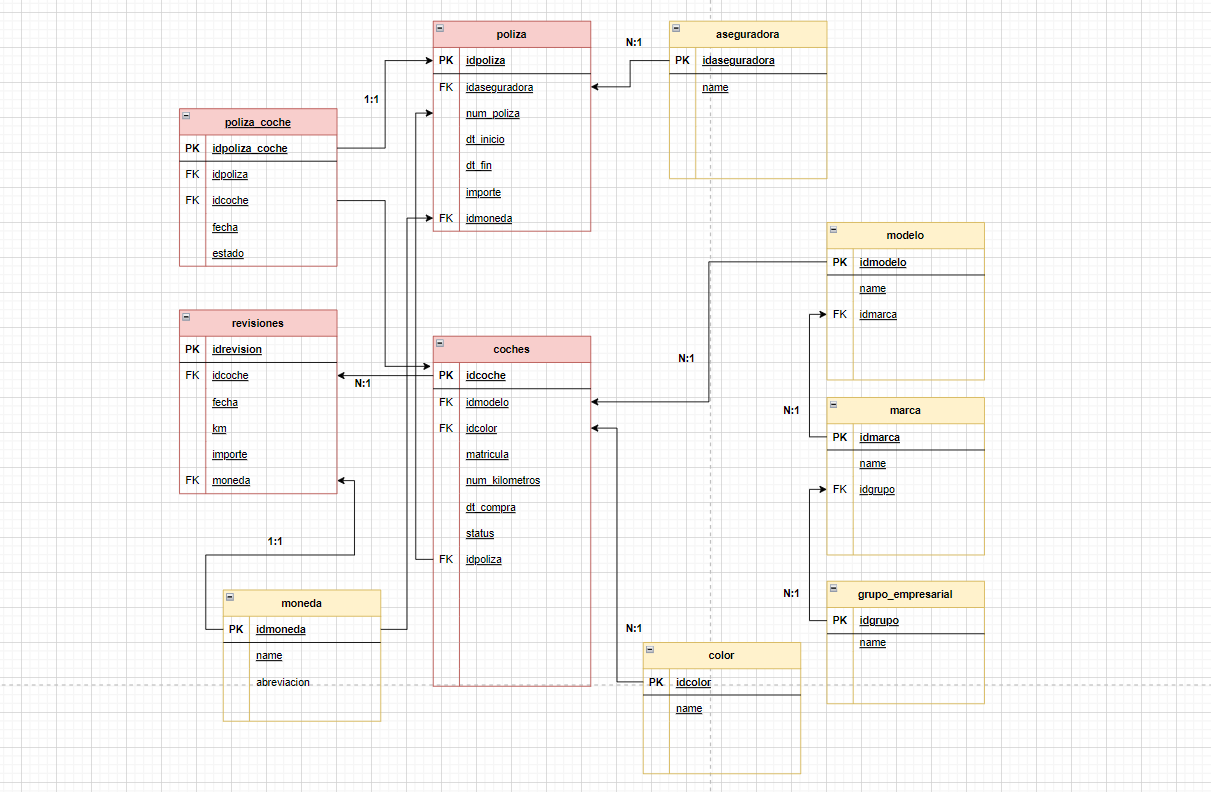 poliza
PK idpoliza
FK idaseguradora
num_poliza
dt_inicio
dt_fin
importe
FK idmoneda
N:1
aseguradora
PK idaseguradora
name
1:1
poliza_coche
PK idpoliza_coche
FK idpoliza
FK idcoche
fecha
estado
modelo
PK idmodelo
name
FK idmarca
revisiones
PK idrevision
FK idcoche
fecha
km
importe
FK moneda
N:1
coches
PK idcoche
FK idmodelo
FK idcolor
matricula
num_kilometros
dt_compra
status
FK idpoliza
N:1
N:1
marca
PK idmarca
name
FK idgrupo
1:1
moneda
PK idmoneda
name
abreviacion
N:1
grupo_empresarial
PK idgrupo
name
N:1
color
PK idcolor
name